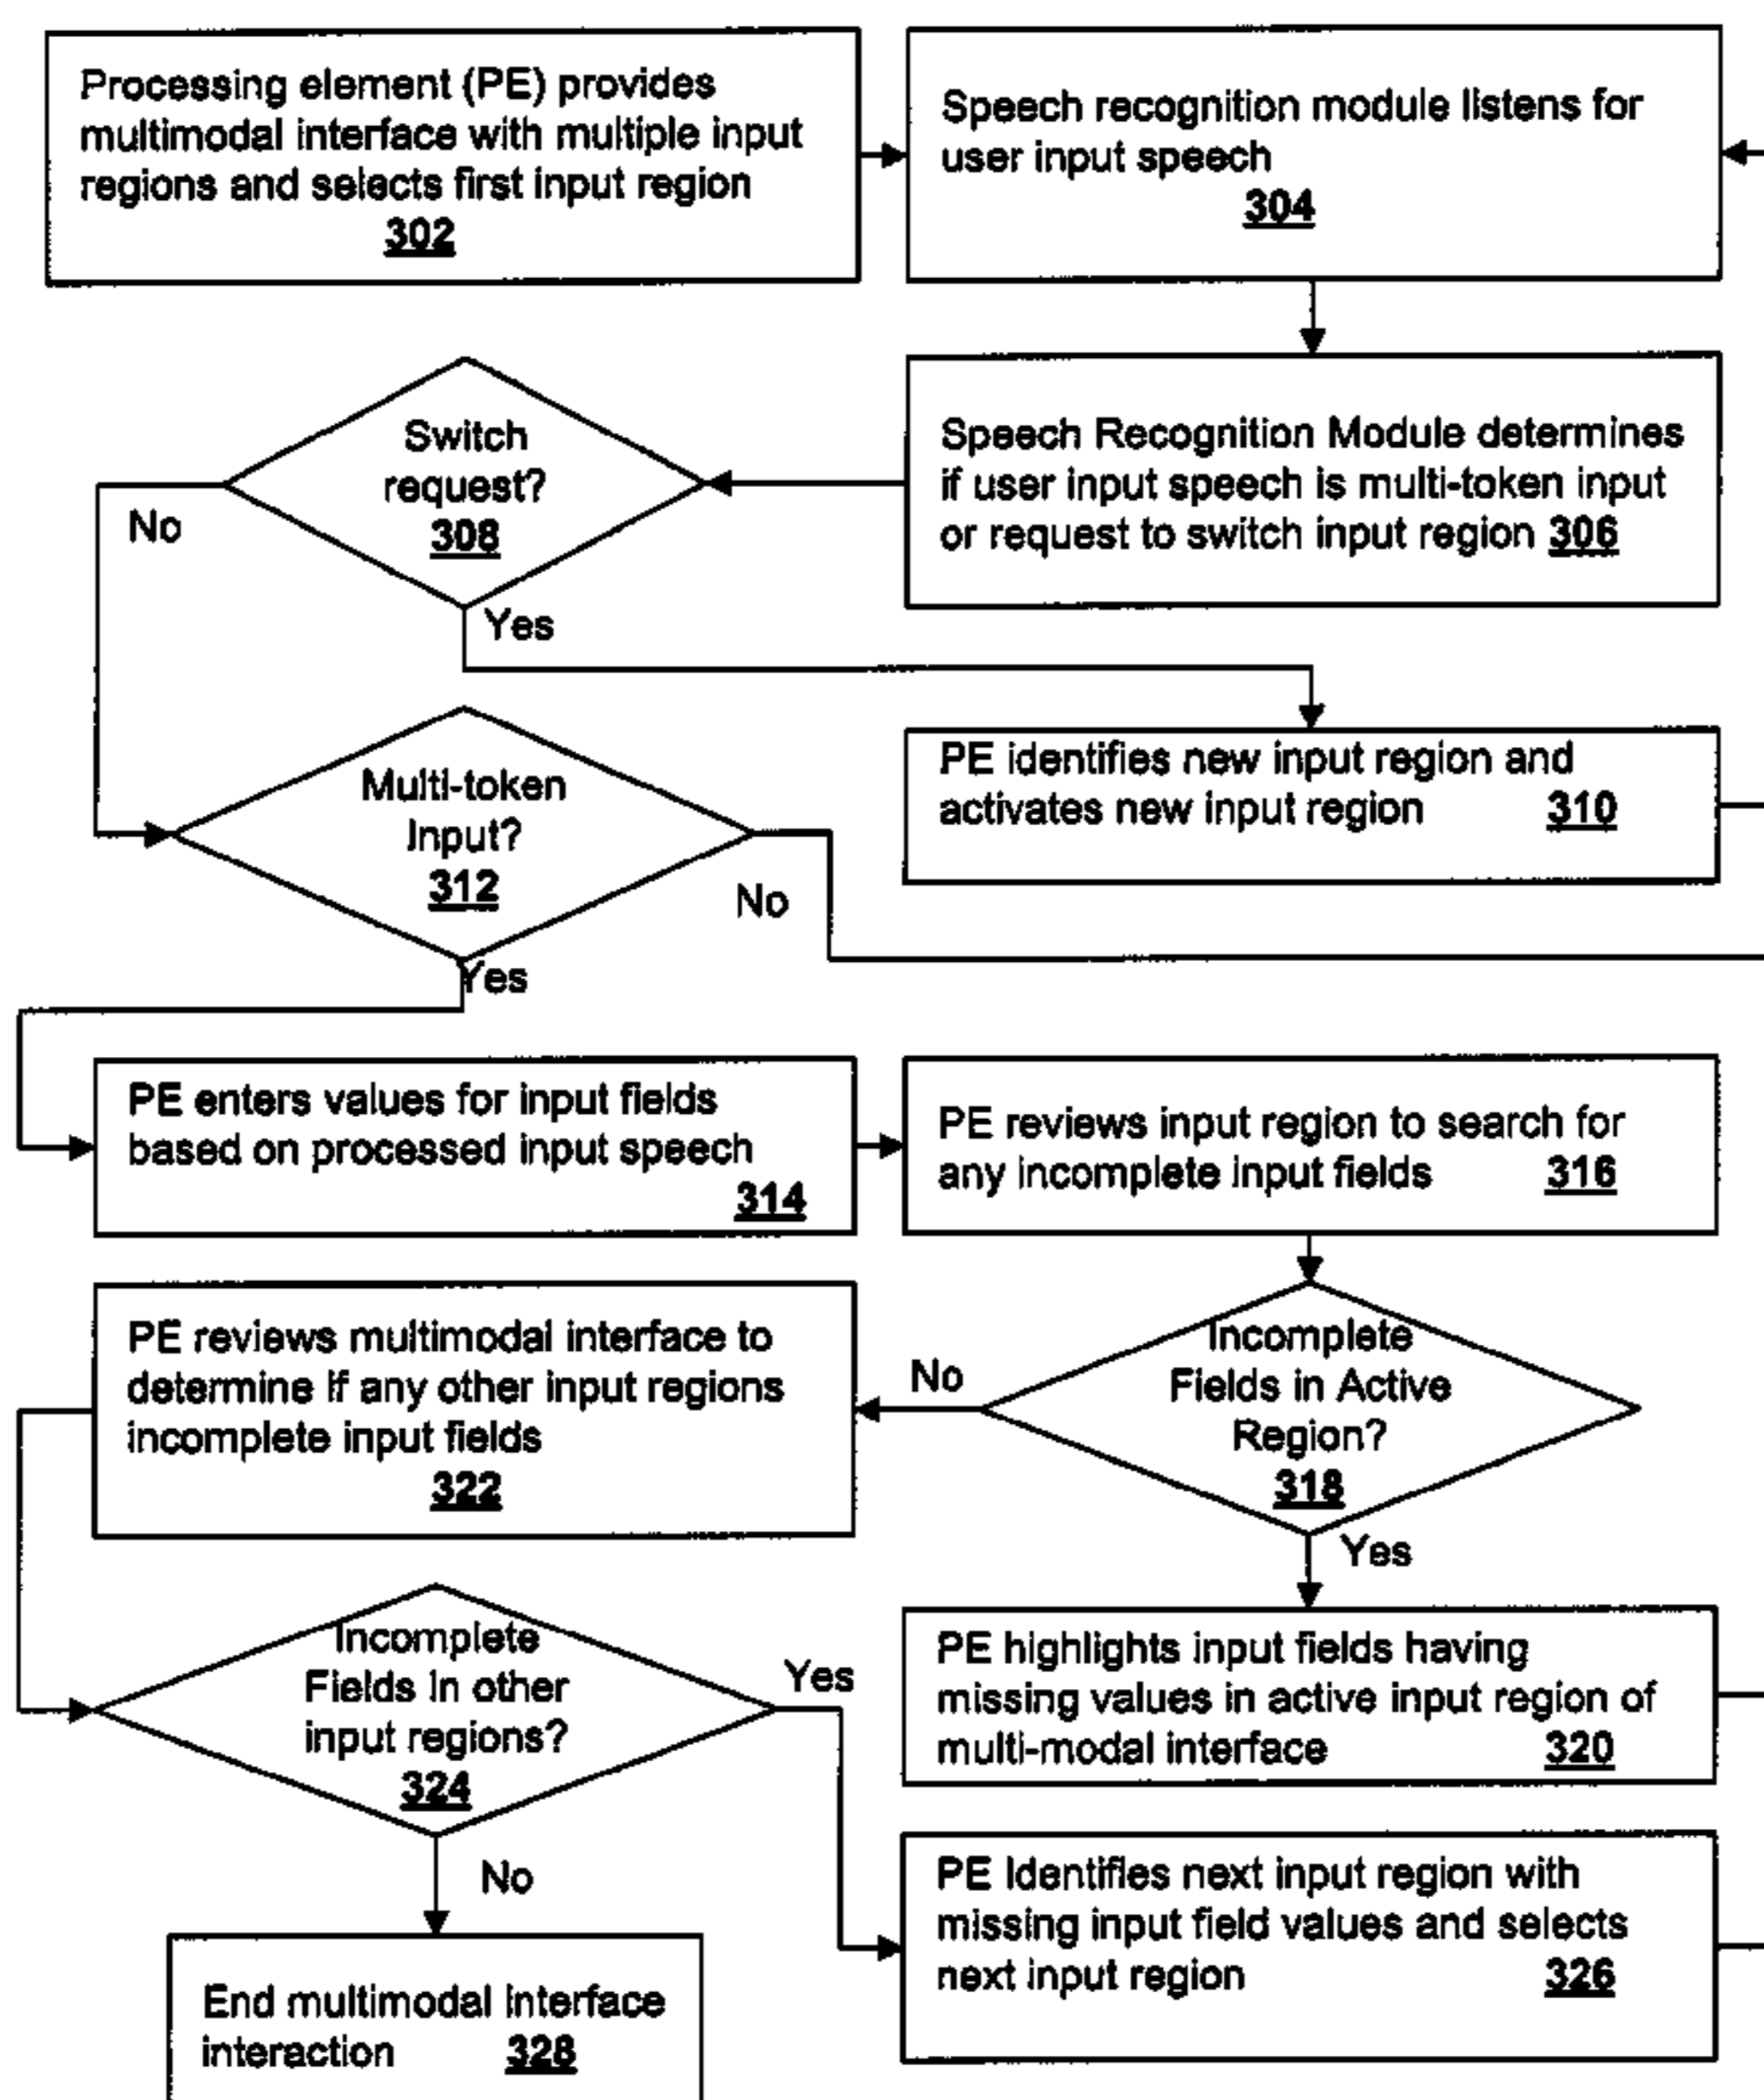 Processing element (PE) provides
multimodal interface with multiple input
regions and selects first input region
302
Speech recognition module listens for
user input speech
304
Speech Recognition Module determines
if user input speech is multi-token input
or request to switch input region 306
Switch
request?
308
No
Yes
PE identifies new input region and
activates new input region 310
Multi-token
Input?
312
No
Yes
PE enters values for input fields
based on processed input speech
314
PE reviews input region to search for
any incomplete input fields 316
Incomplete
Fields in Active
Region?
318
No
Yes
PE reviews multimodal interface to
determine if any other input regions
incomplete input fields
322
PE highlights input fields having
missing values in active input region of
multi-modal interface 320
Incomplete
Fields in other
input regions?
324
Yes
No
PE Identifies next input region with
missing input field values and selects
next input region 326
End multimodal interface
interaction 328